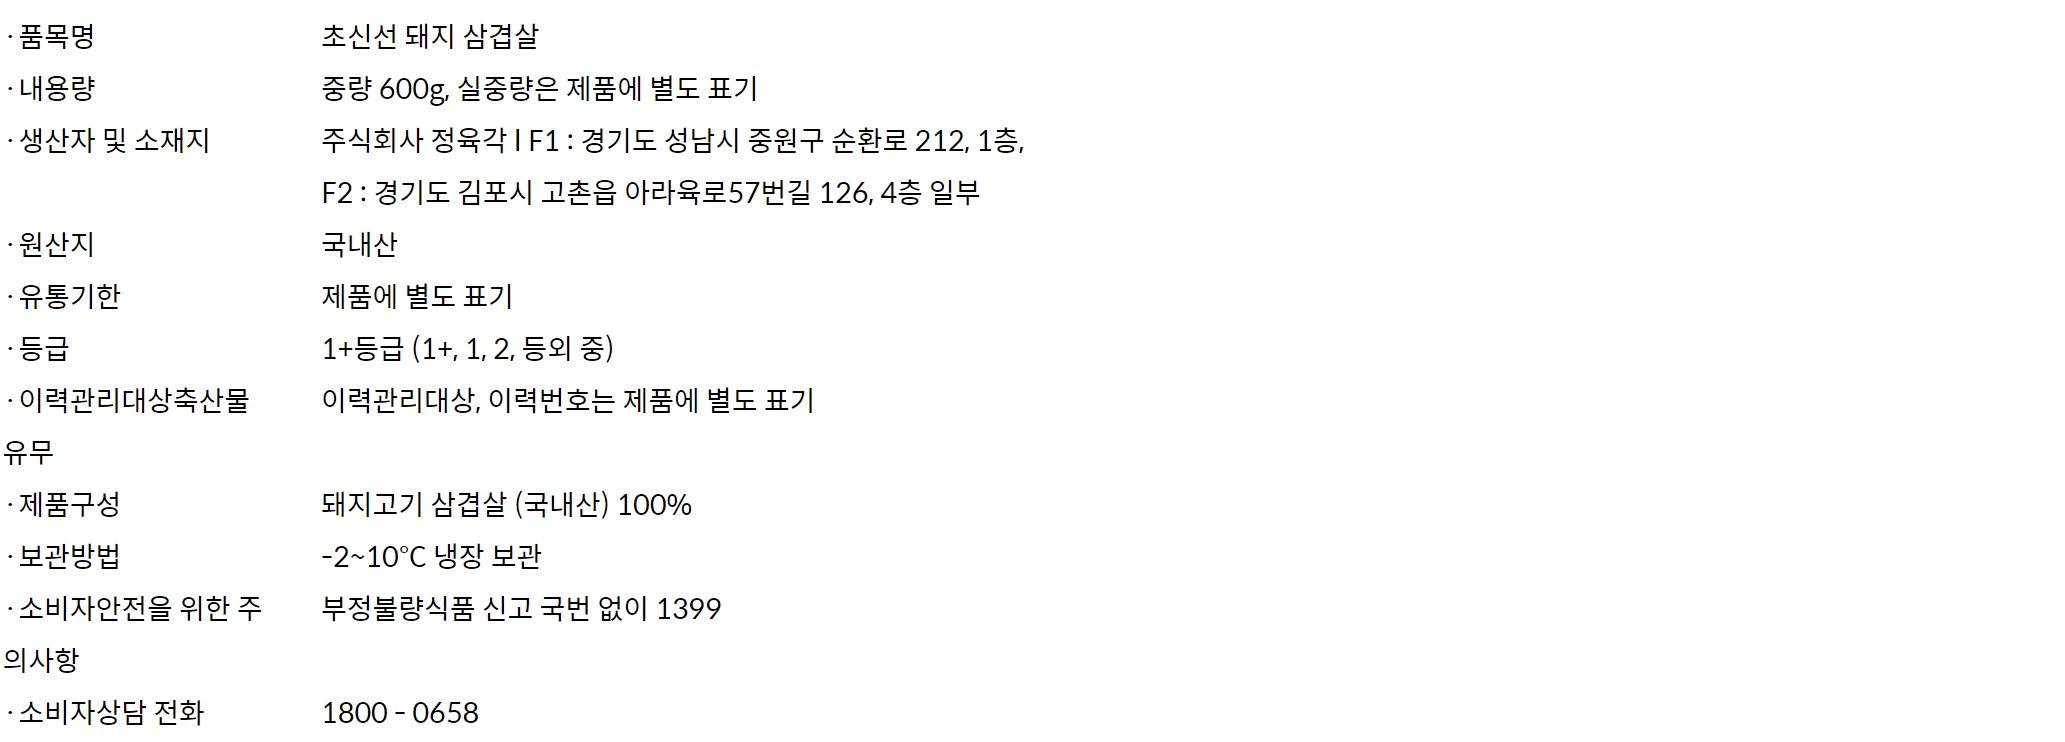 · 품목명 초신선 돼지 삼겹살
· 내용량 중량 600g, 실중량은 제품에 별도 표기
· 생산자 및 소재지 주식회사 정육각 l F1 : 경기도 성남시 중원구 순환로 212, 1층,
F2 : 경기도 김포시 고촌읍 아라육로57번길 126, 4층 일부
· 원산지 국내산
· 유통기한 제품에 별도 표기
· 등급 1+등급 (1+, 1, 2, 등외 중)
· 이력관리대상축산물 이력관리대상, 이력번호는 제품에 별도 표기
유무
· 제품구성 돼지고기 삼겹살 (국내산) 100%
· 보관방법 -2~10°C 냉장 보관
· 소비자안전을 위한 주 부정불량식품 신고 국번 없이 1399
의사항
· 소비자상담 전화 1800 - 0658